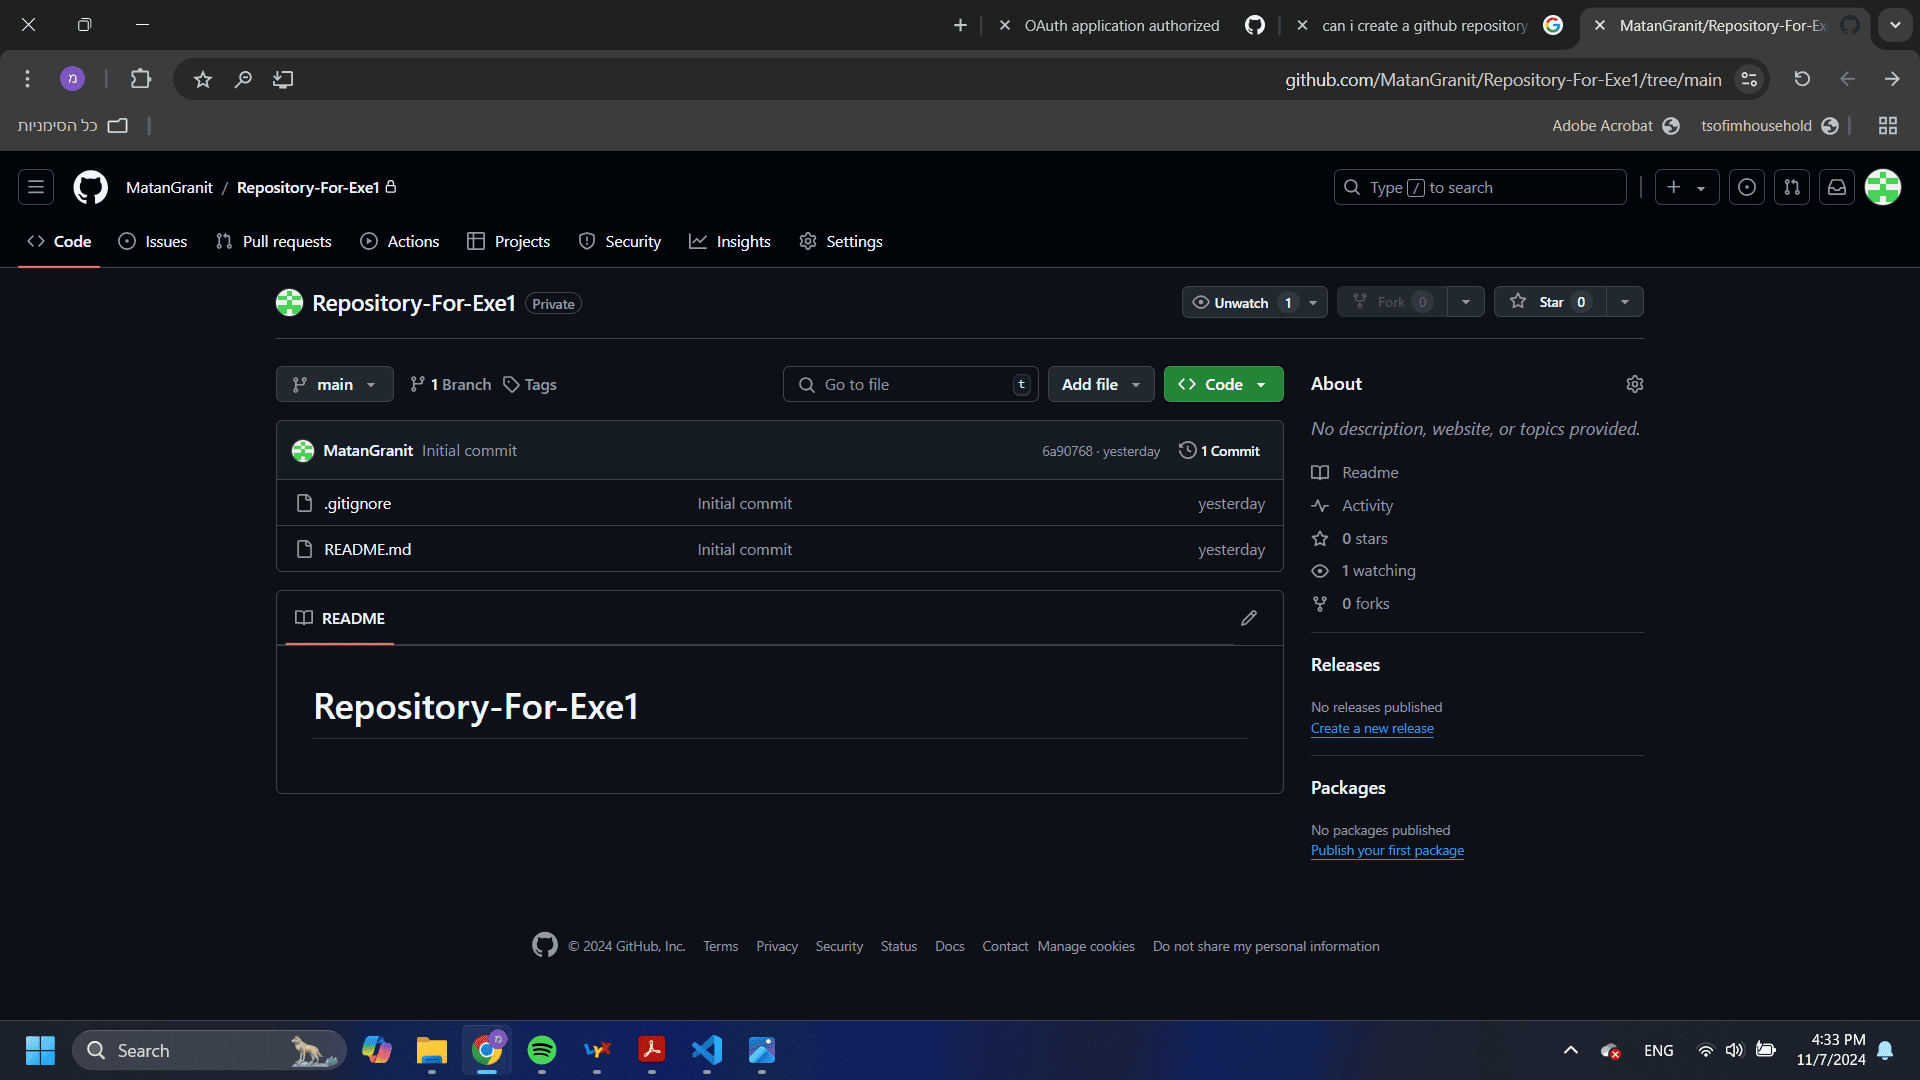 OAuth application authorized
can i create a github repository
MatanGranit/Repository-For-Ex
מ
github.com/MatanGranit/Repository-For-Exe1/tree/main
כל הסימניות
Adobe Acrobat
tsofimhousehold
MatanGranit / Repository-For-Exe1
Type / to search
Code
Issues
Pull requests
Actions
Projects
Security
Insights
Settings
Repository-For-Exe1 Private
Unwatch 1
Fork 0
Star 0
main
1 Branch
Tags
Go to file t
Add file
Code
MatanGranit Initial commit 6a90768 · yesterday 1 Commit
.gitignore Initial commit yesterday
README.md Initial commit yesterday
README
Repository-For-Exe1
About
No description, website, or topics provided.
Readme
Activity
0 stars
1 watching
0 forks
Releases
No releases published
Create a new release
Packages
No packages published
Publish your first package
© 2024 GitHub, Inc. Terms Privacy Security Status Docs Contact Manage cookies Do not share my personal information
Search
מ
LyX
ENG
4:33 PM
11/7/2024